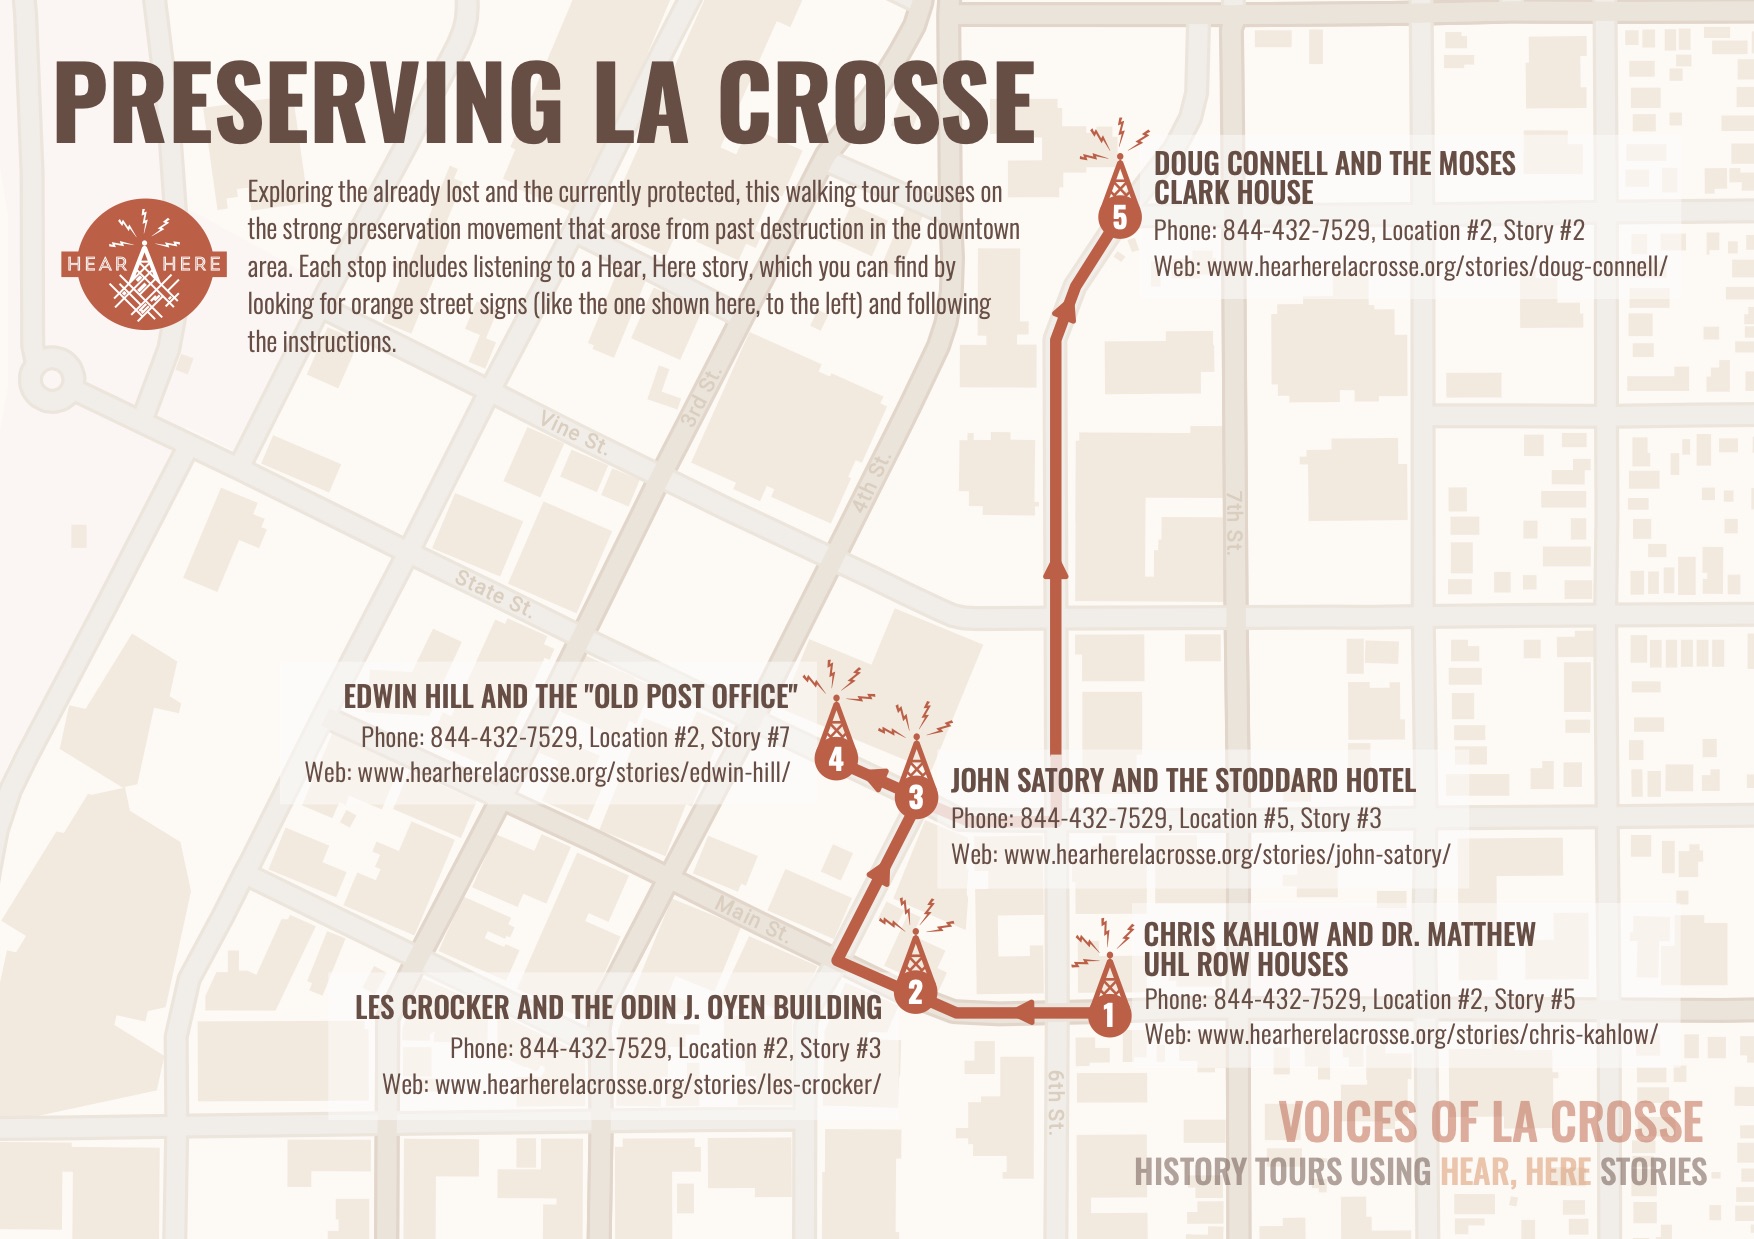 PRESERVING LA CROSSE
Exploring the already lost and the currently protected, this walking tour focuses on
the strong preservation movement that arose from past destruction in the downtown
area. Each stop includes listening to a Hear, Here story, which you can find by
looking for orange street signs (like the one shown here, to the left) and following
the instructions.
HEAR HERE
5
DOUG CONNELL AND THE MOSES
CLARK HOUSE
Phone: 844-432-7529, Location #2, Story #2
Web: www.hearherelacrosse.org/stories/doug-connell/
3rd St.
Vine St.
4th St.
7th St.
State St.
EDWIN HILL AND THE "OLD POST OFFICE"
Phone: 844-432-7529, Location #2, Story #7
Web: www.hearherelacrosse.org/stories/edwin-hill/
4
3
JOHN SATORY AND THE STODDARD HOTEL
Phone: 844-432-7529, Location #5, Story #3
Web: www.hearherelacrosse.org/stories/john-satory/
Main St.
2
LES CROCKER AND THE ODIN J. OYEN BUILDING
Phone: 844-432-7529, Location #2, Story #3
Web: www.hearherelacrosse.org/stories/les-crocker/
1
CHRIS KAHLOW AND DR. MATTHEW
UHL ROW HOUSES
Phone: 844-432-7529, Location #2, Story #5
Web: www.hearherelacrosse.org/stories/chris-kahlow/
6th St.
VOICES OF LA CROSSE
HISTORY TOURS USING HEAR, HERE STORIES